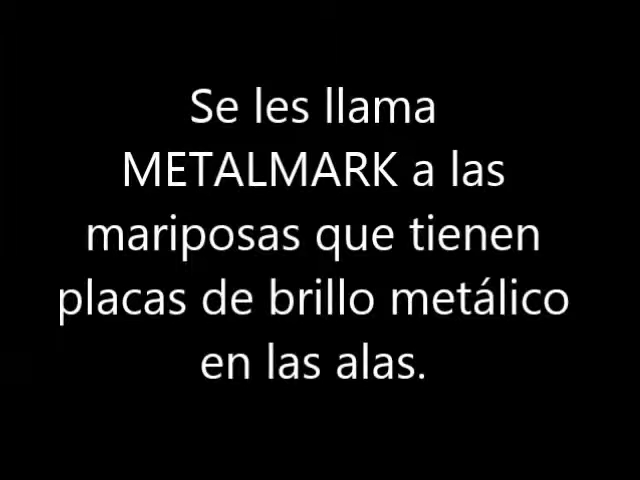 Se les llama
METALMARK a las
mariposas que tienen
placas de brillo metálico
en las alas.